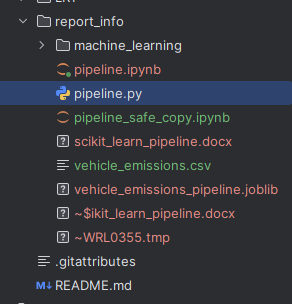 report_info
machine_learning
pipeline.ipynb
pipeline.py
pipeline_safe_copy.ipynb
scikit_learn_pipeline.docx
vehicle_emissions.csv
vehicle_emissions_pipeline.joblib
~$ikit_learn_pipeline.docx
~WRL0355.tmp
.gitattributes
README.md